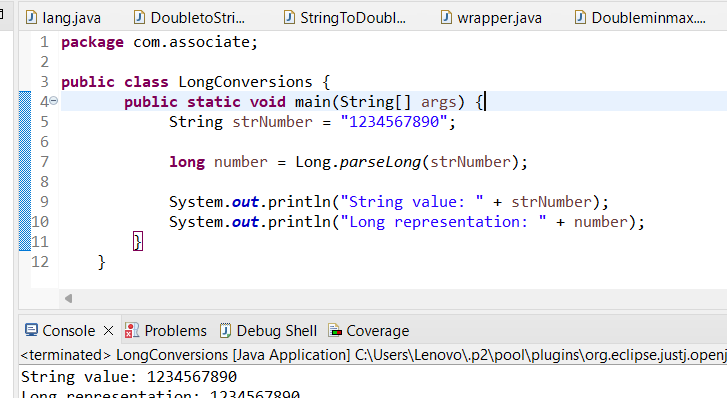 lang.java DoubletoStri... StringToDoubl... wrapper.java Doubleminmax....
1 package com.associate;
2
3 public class LongConversions {
4 public static void main(String[] args) {
5 String strNumber = "1234567890";
6
7 long number = Long.parseLong(strNumber);
8
9 System.out.println("String value: " + strNumber);
10 System.out.println("Long representation: " + number);
11 }
12 }
Console Problems Debug Shell Coverage
<terminated> LongConversions [Java Application] C:\Users\Lenovo\.p2\pool\plugins\org.eclipse.justj.openj
String value: 1234567890
Long representation: 1234567890